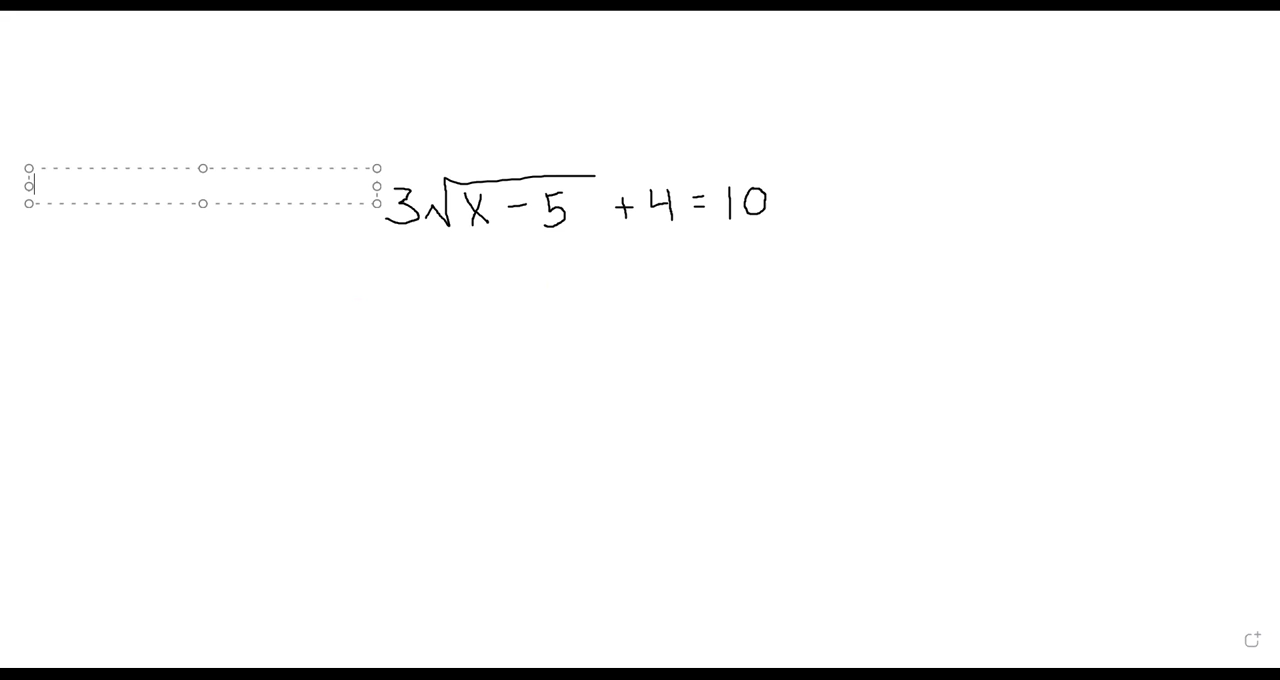 3√(x - 5) + 4 = 10